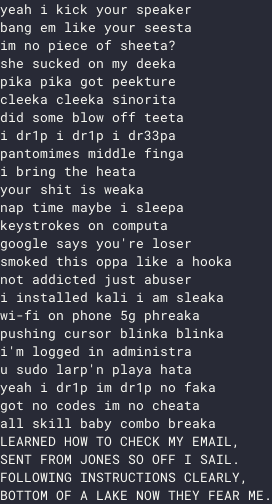 yeah i kick your speaker
bang em like your seesta
im no piece of sheeta?
she sucked on my deeka
pika pika got peekture
cleeka cleeka sinorita
did some blow off teeta
i dr1p i dr1p i dr33pa
pantomimes middle finga
i bring the heata
your shit is weaka
nap time maybe i sleepa
keystrokes on computa
google says you're loser
smoked this oppa like a hooka
not addicted just abuser
i installed kali i am sleaka
wi-fi on phone 5g phreaka
pushing cursor blinka blinka
i'm logged in administra
u sudo larp'n playa hata
yeah i dr1p im dr1p no faka
got no codes im no cheata
all skill baby combo breaka
LEARNED HOW TO CHECK MY EMAIL,
SENT FROM JONES SO OFF I SAIL.
FOLLOWING INSTRUCTIONS CLEARLY,
BOTTOM OF A LAKE NOW THEY FEAR ME.